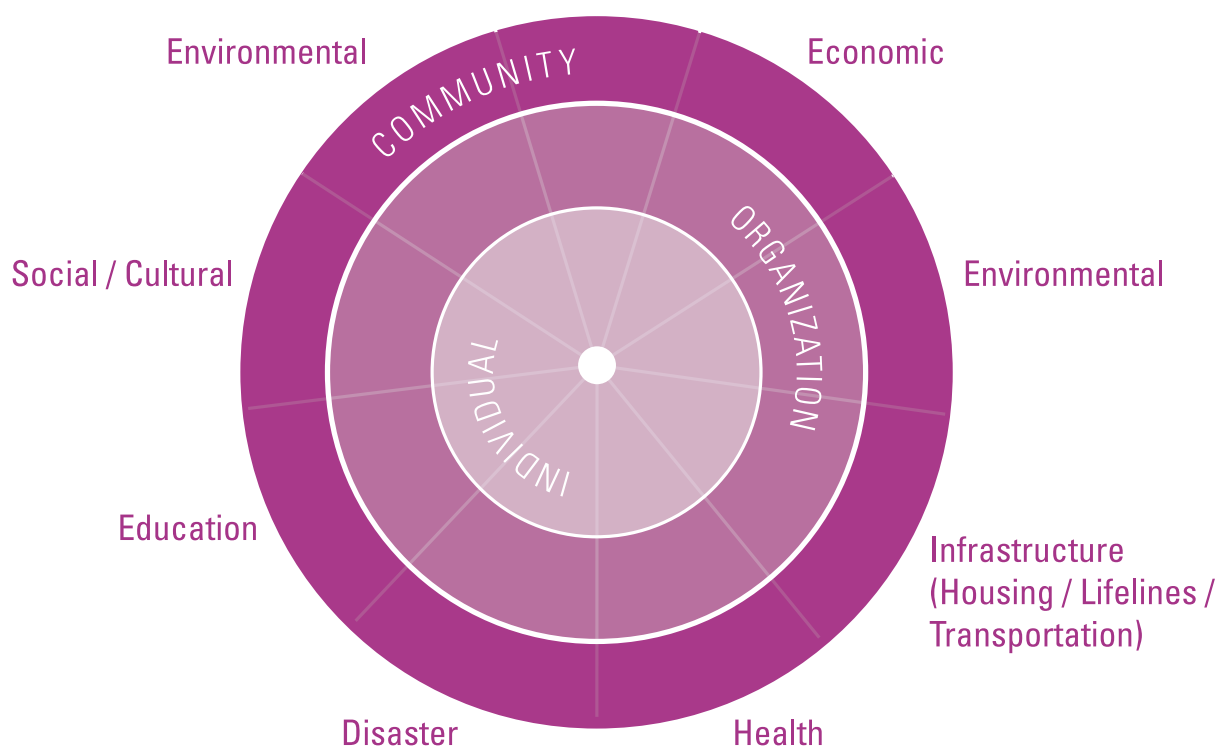 Environmental
Economic
COMMUNITY
ORGANIZATION
Social / Cultural
Environmental
INDIVIDUAL
Education
Infrastructure
(Housing / Lifelines /
Transportation)
Disaster
Health